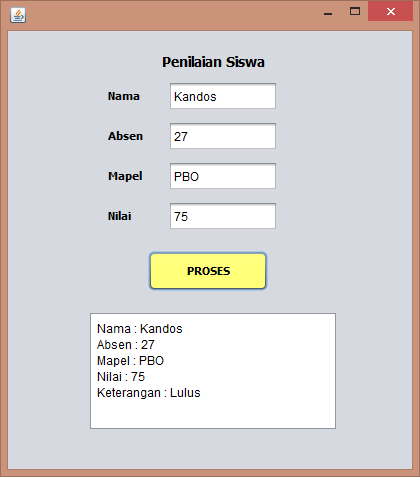 Penilaian Siswa
Nama Kandos
Absen 27
Mapel PBO
Nilai 75
PROSES
Nama : Kandos
Absen : 27
Mapel : PBO
Nilai : 75
Keterangan : Lulus